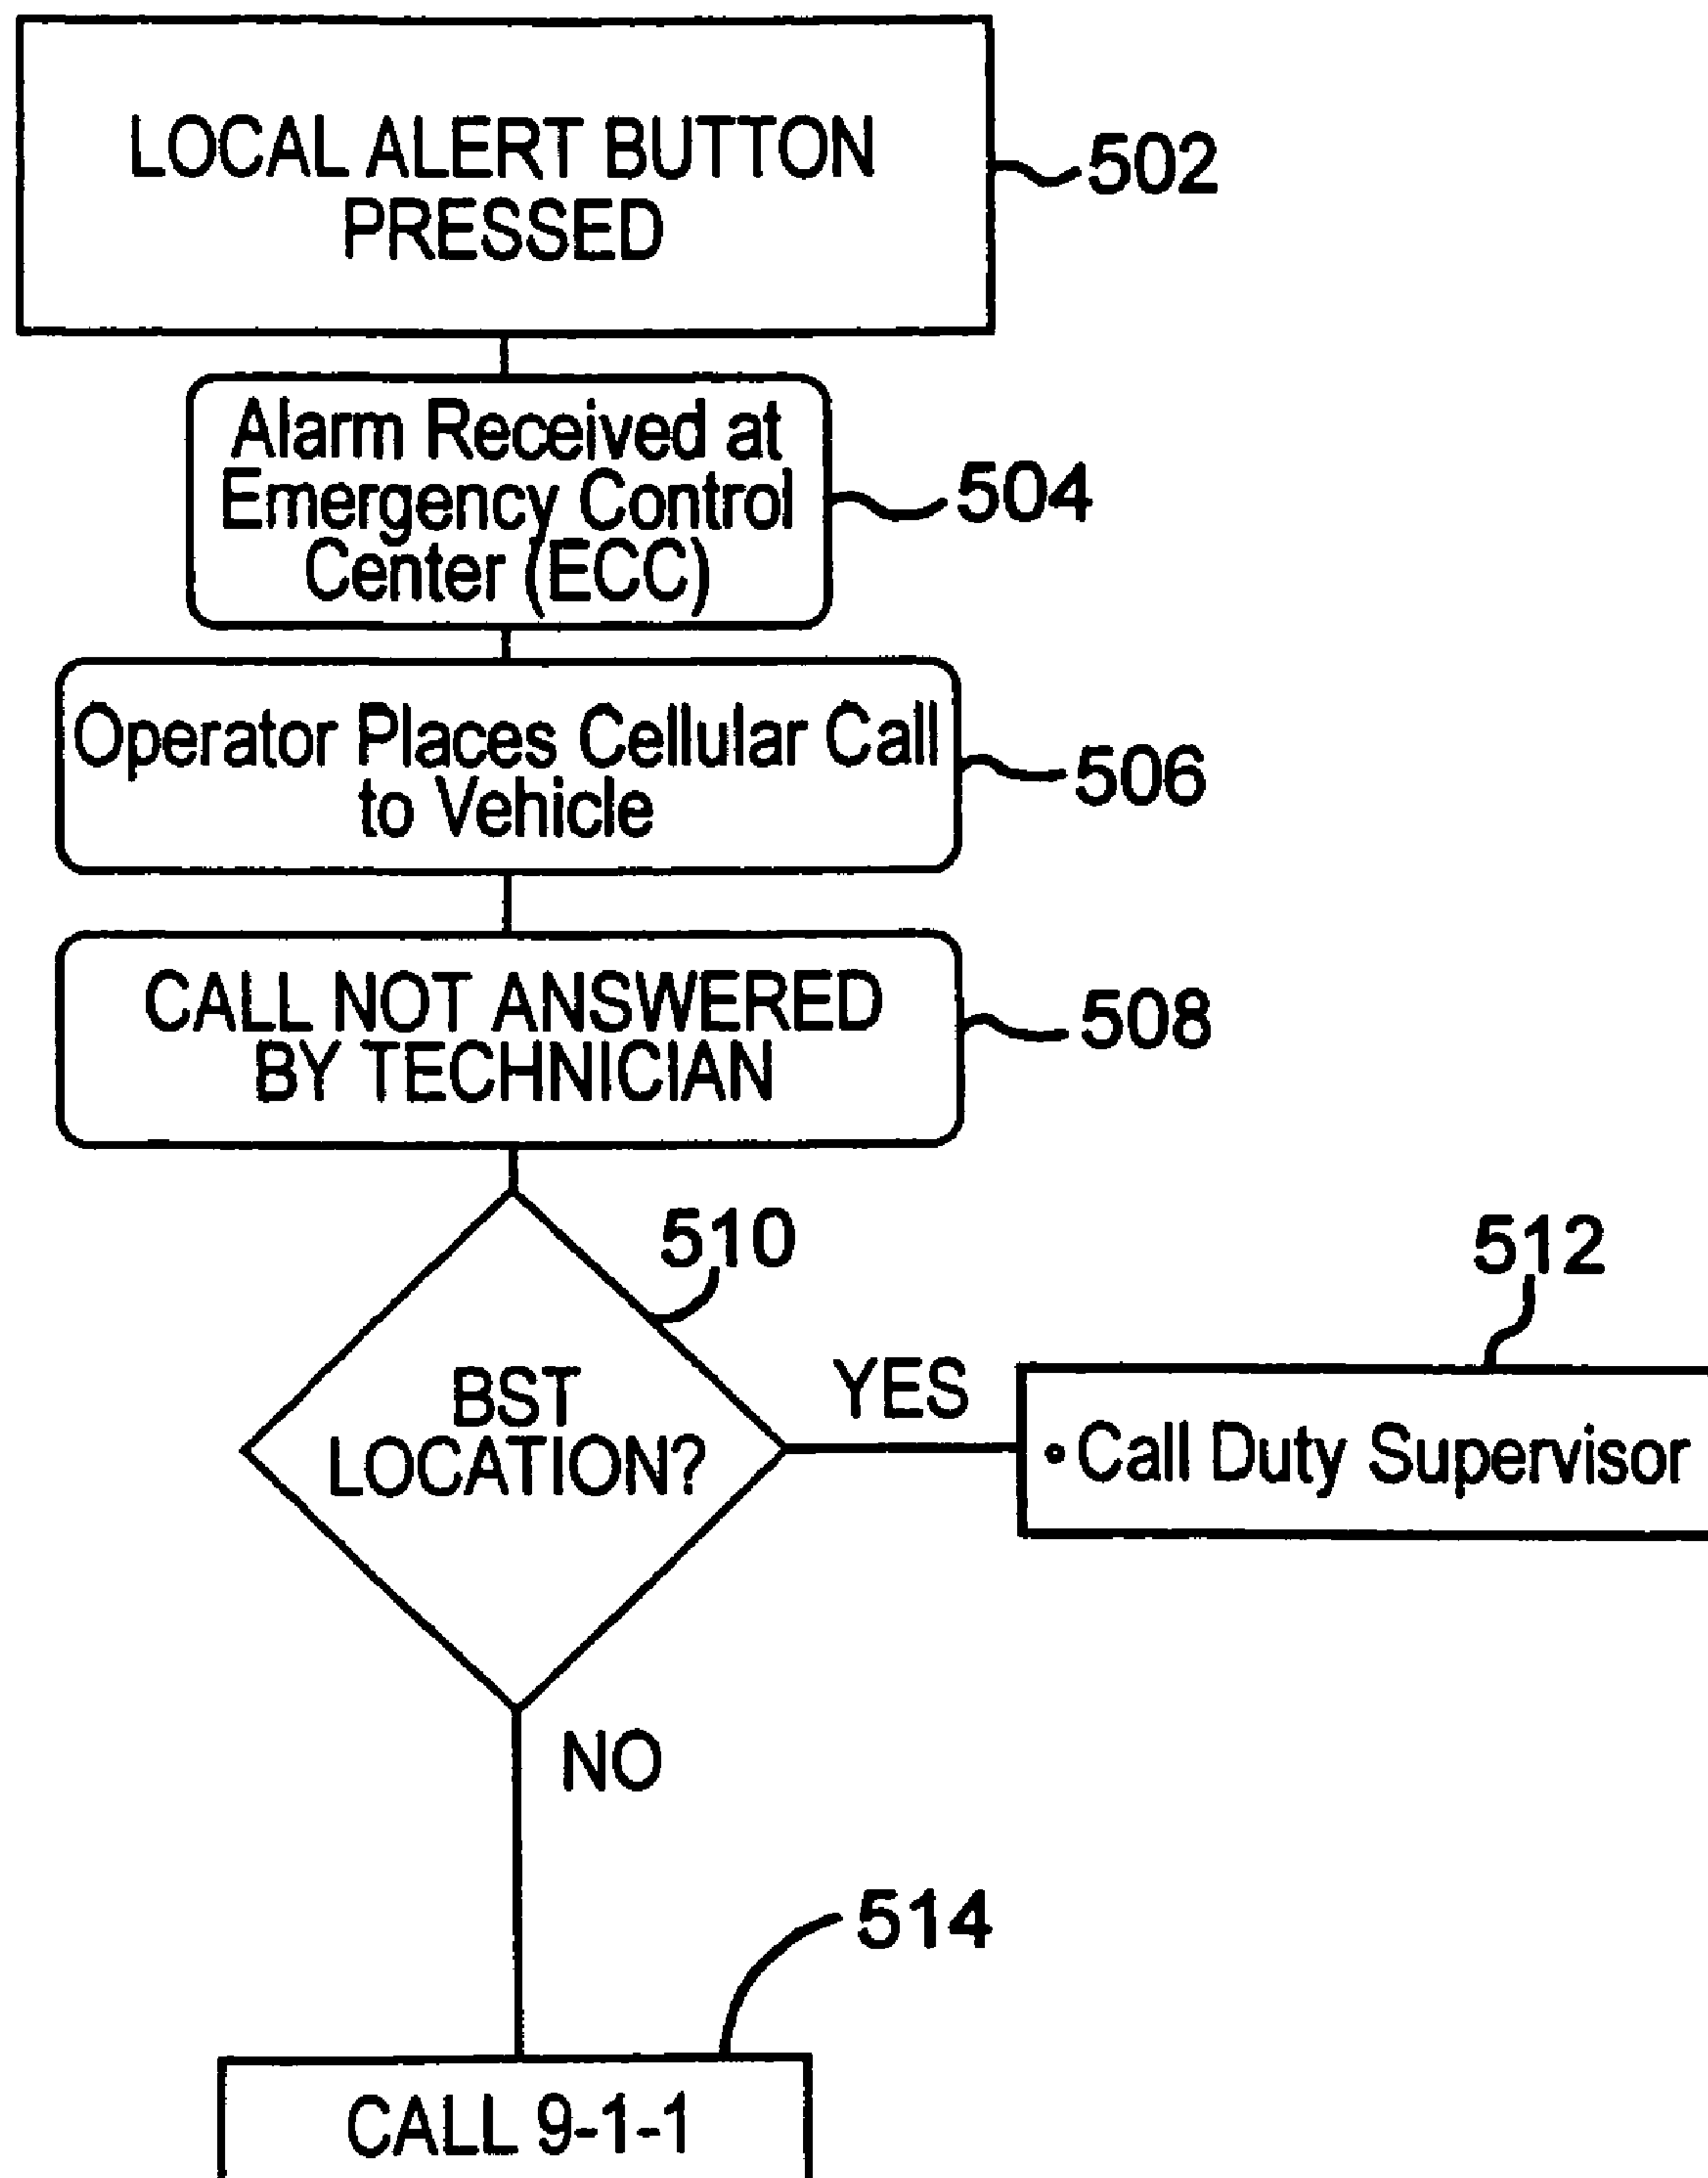 LOCAL ALERT BUTTON
PRESSED
502
Alarm Received at
Emergency Control
Center (ECC)
504
Operator Places Cellular Call
to Vehicle
506
CALL NOT ANSWERED
BY TECHNICIAN
508
510
BST
LOCATION?
YES
512
• Call Duty Supervisor
NO
514
CALL 9-1-1